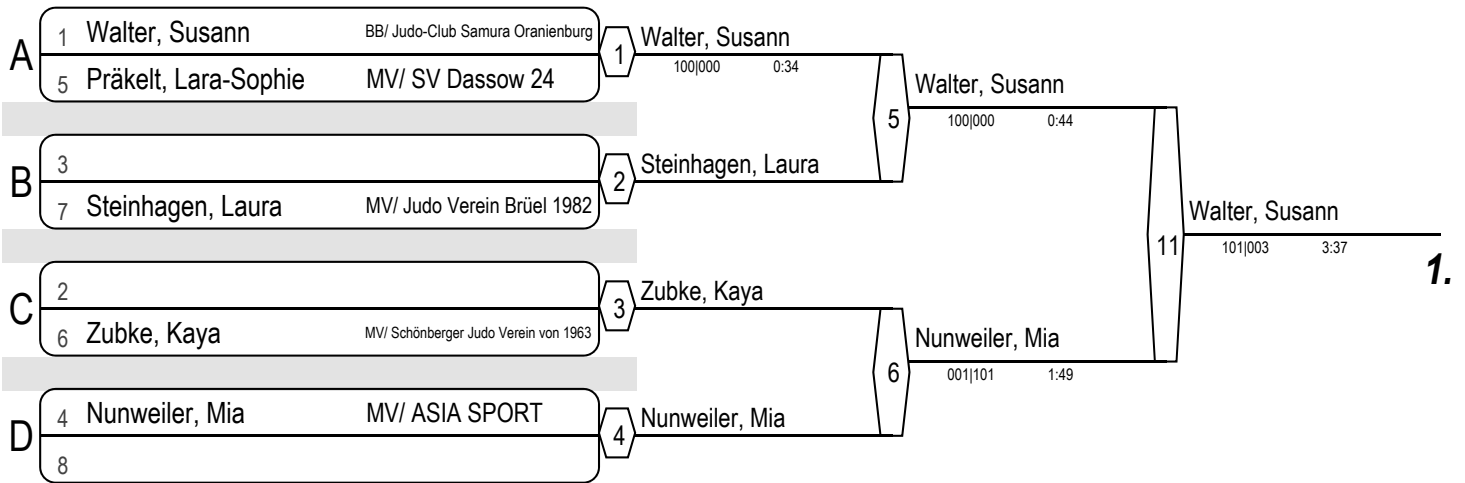 A
1 Walter, Susann BB/ Judo-Club Samura Oranienburg
5 Präkelt, Lara-Sophie MV/ SV Dassow 24
1
Walter, Susann
100|000 0:34
B
3
7 Steinhagen, Laura MV/ Judo Verein Brüel 1982
2
Steinhagen, Laura
5
Walter, Susann
100|000 0:44
C
2
6 Zubke, Kaya MV/ Schönberger Judo Verein von 1963
3
Zubke, Kaya
D
4 Nunweiler, Mia MV/ ASIA SPORT
8
4
Nunweiler, Mia
6
Nunweiler, Mia
001|101 1:49
11
Walter, Susann
101|003 3:37
1.